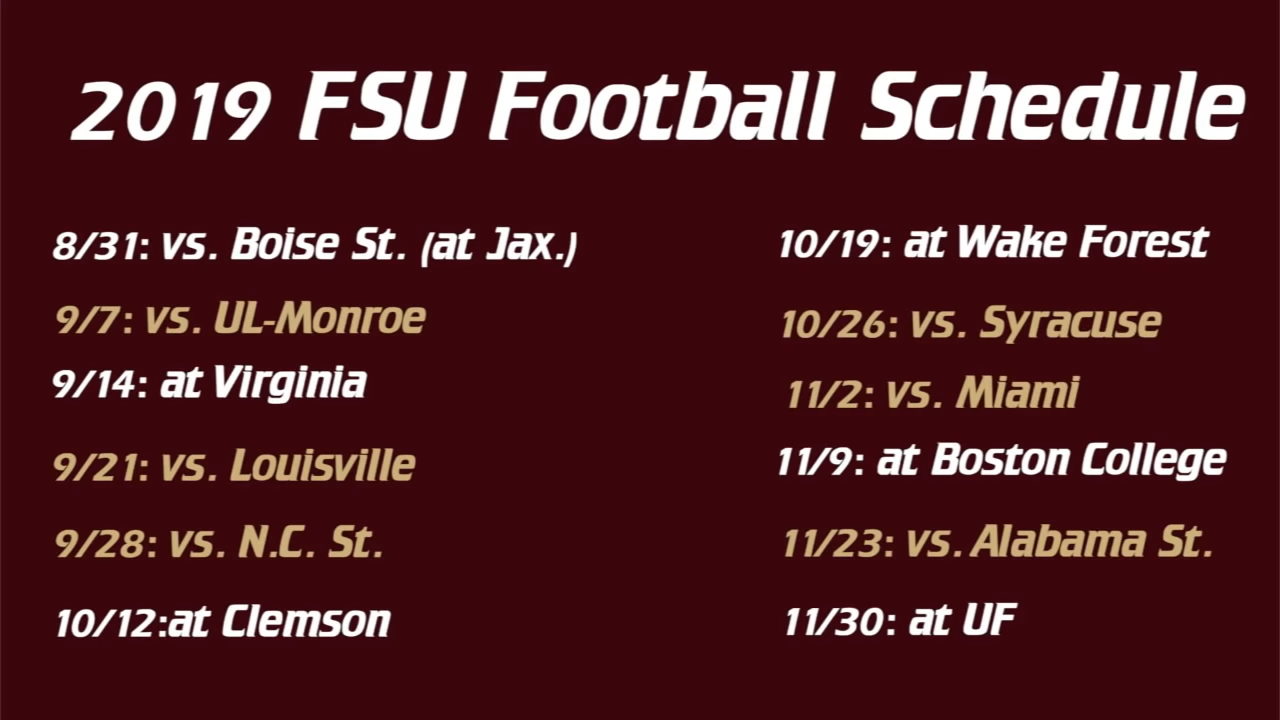 2019 FSU Football Schedule
8/31: vs. Boise St. (at Jax.)
9/7: vs. UL-Monroe
9/14: at Virginia
9/21: vs. Louisville
9/28: vs. N.C. St.
10/12:at Clemson
10/19: at Wake Forest
10/26: vs. Syracuse
11/2: vs. Miami
11/9: at Boston College
11/23: vs. Alabama St.
11/30: at UF